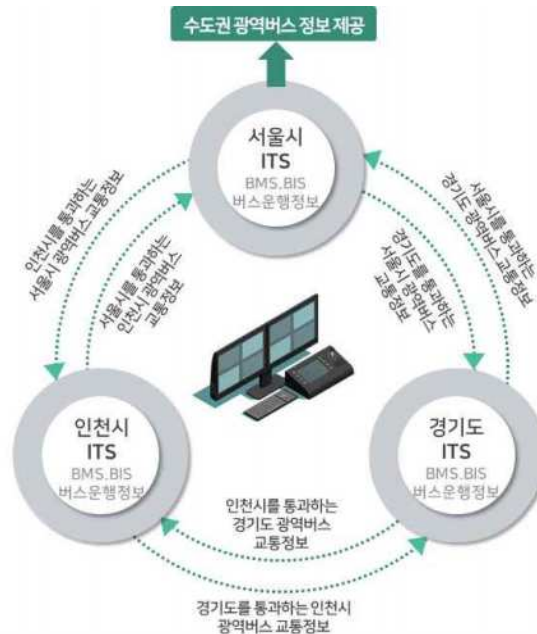 수도권 광역버스 정보 제공
서울시
ITS
BMS.BIS
버스운행정보
인천시를 통과하는
서울시 광역버스 교통정보
서울시를 통과하는
인천시 광역버스
교통정보
경기도를 통과하는
서울시 광역버스
교통정보
서울시를 통과하는
경기도 광역버스 교통정보
인천시
ITS
BMS.BIS
버스운행정보
경기도
ITS
BMS.BIS
버스운행정보
인천시를 통과하는
경기도 광역버스
교통정보
경기도를 통과하는 인천시
광역버스 교통정보